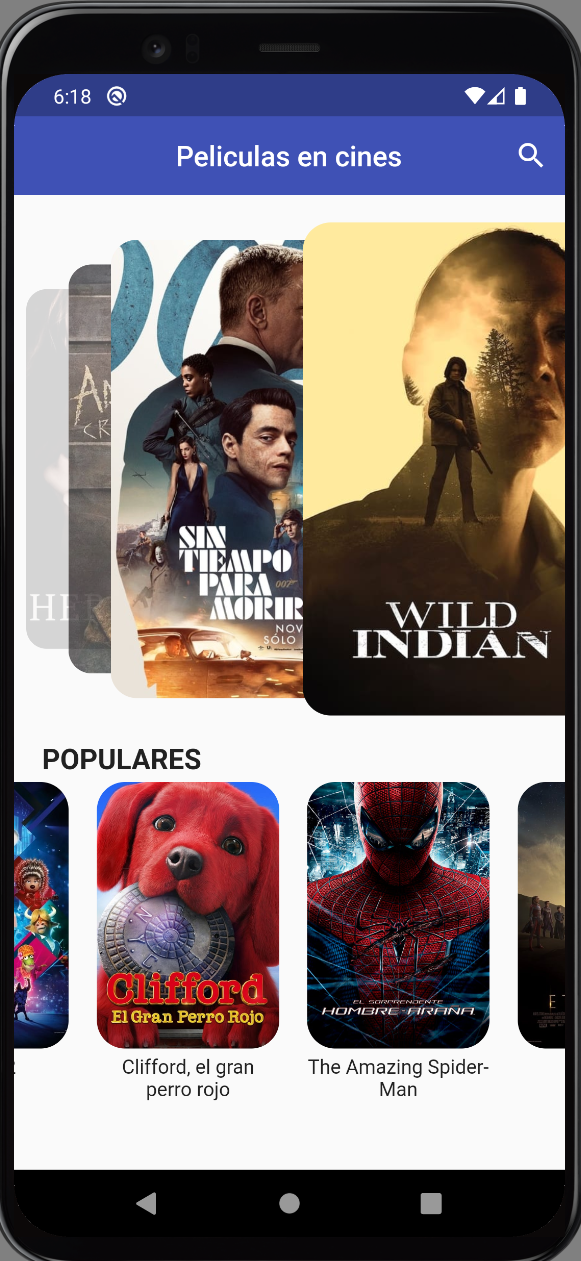 6:18
Peliculas en cines
SIN
TIEMPO
PARA
MORIR
007
NOV
SÓLO
WILD
INDIAN
HE
CR
POPULARES
NYC
Clifford
El Gran Perro Rojo
EL SORPRENDENTE
HOMBRE-ARAÑA
E T
Clifford, el gran
perro rojo
The Amazing Spider-
Man